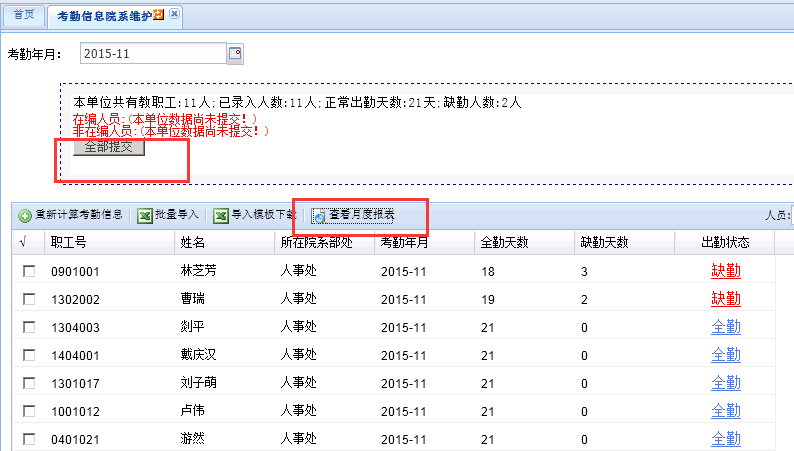 首页 考勤信息院系维护
考勤年月: 2015-11
本单位共有教职工:11人;已录入人数:11人;正常出勤天数:21天;缺勤人数:2人
在编人员:(本单位数据尚未提交! )
非在编人员:(本单位数据尚未提交! )
全部提交
重新计算考勤信息 批量导入 导入模板下载 查看月度报表 人员:
√ 职工号 姓名 所在院系部处 考勤年月 全勤天数 缺勤天数 出勤状态
0901001 林芝芳 人事处 2015-11 18 3 缺勤
1302002 曹瑞 人事处 2015-11 19 2 缺勤
1304003 剡平 人事处 2015-11 21 0 全勤
1404001 戴庆汉 人事处 2015-11 21 0 全勤
1301017 刘子萌 人事处 2015-11 21 0 全勤
1001012 卢伟 人事处 2015-11 21 0 全勤
0401021 游然 人事处 2015-11 21 0 全勤